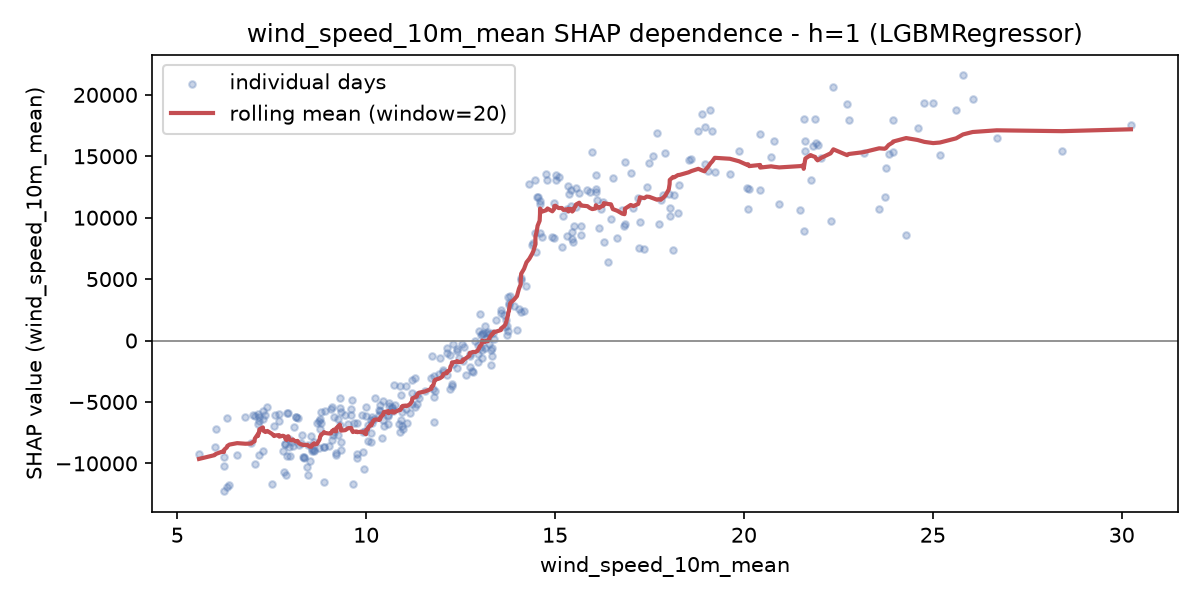 wind_speed_10m_mean SHAP dependence - h=1 (LGBMRegressor)
individual days
rolling mean (window=20)
SHAP value (wind_speed_10m_mean)
20000
15000
10000
5000
0
−5000
−10000
5 10 15 20 25 30
wind_speed_10m_mean